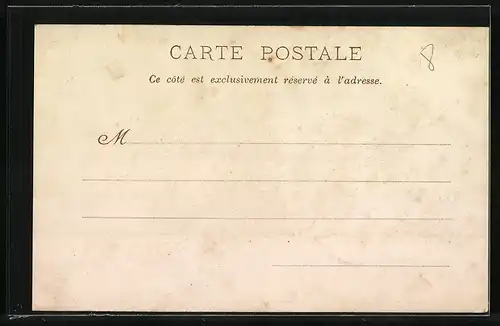 CARTE POSTALE
8
Ce côté est exclusivement réservé à l'adresse.
M